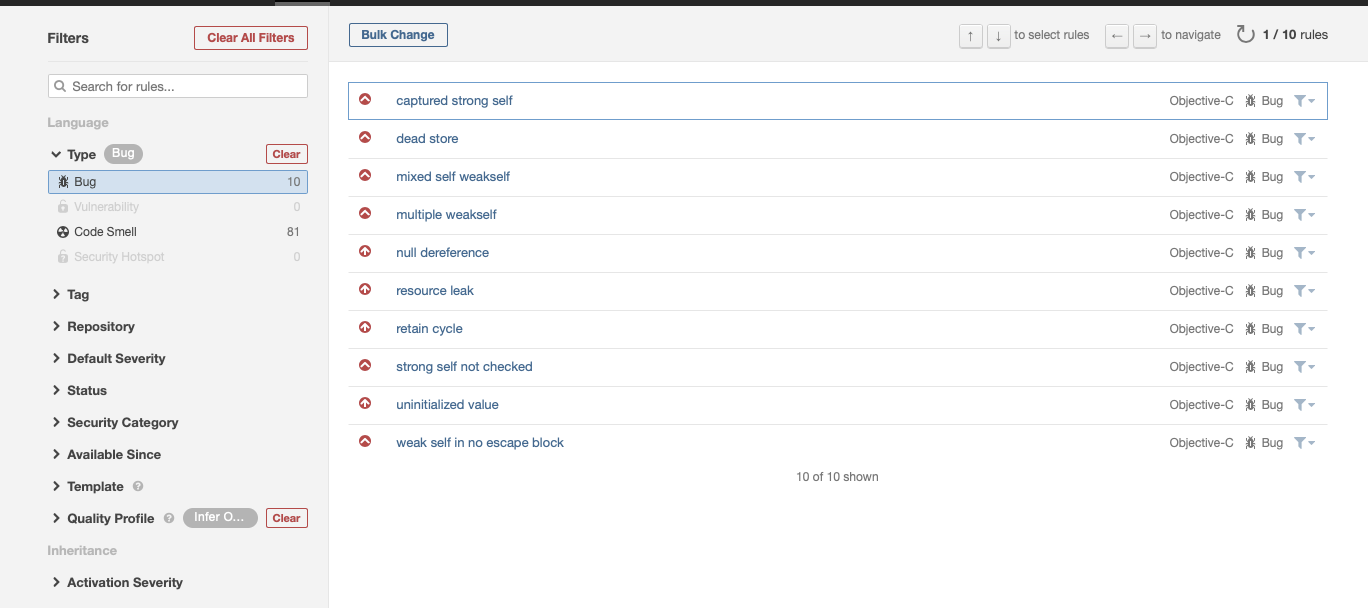 Filters
Clear All Filters
Search for rules...
Language
Type Bug Clear
Bug 10
Vulnerability 0
Code Smell 81
Security Hotspot 0
Tag
Repository
Default Severity
Status
Security Category
Available Since
Template ?
Quality Profile ? Infer O... Clear
Inheritance
Activation Severity
Bulk Change
↑ ↓ to select rules ← → to navigate 1 / 10 rules
captured strong self Objective-C Bug
dead store Objective-C Bug
mixed self weakself Objective-C Bug
multiple weakself Objective-C Bug
null dereference Objective-C Bug
resource leak Objective-C Bug
retain cycle Objective-C Bug
strong self not checked Objective-C Bug
uninitialized value Objective-C Bug
weak self in no escape block Objective-C Bug
10 of 10 shown